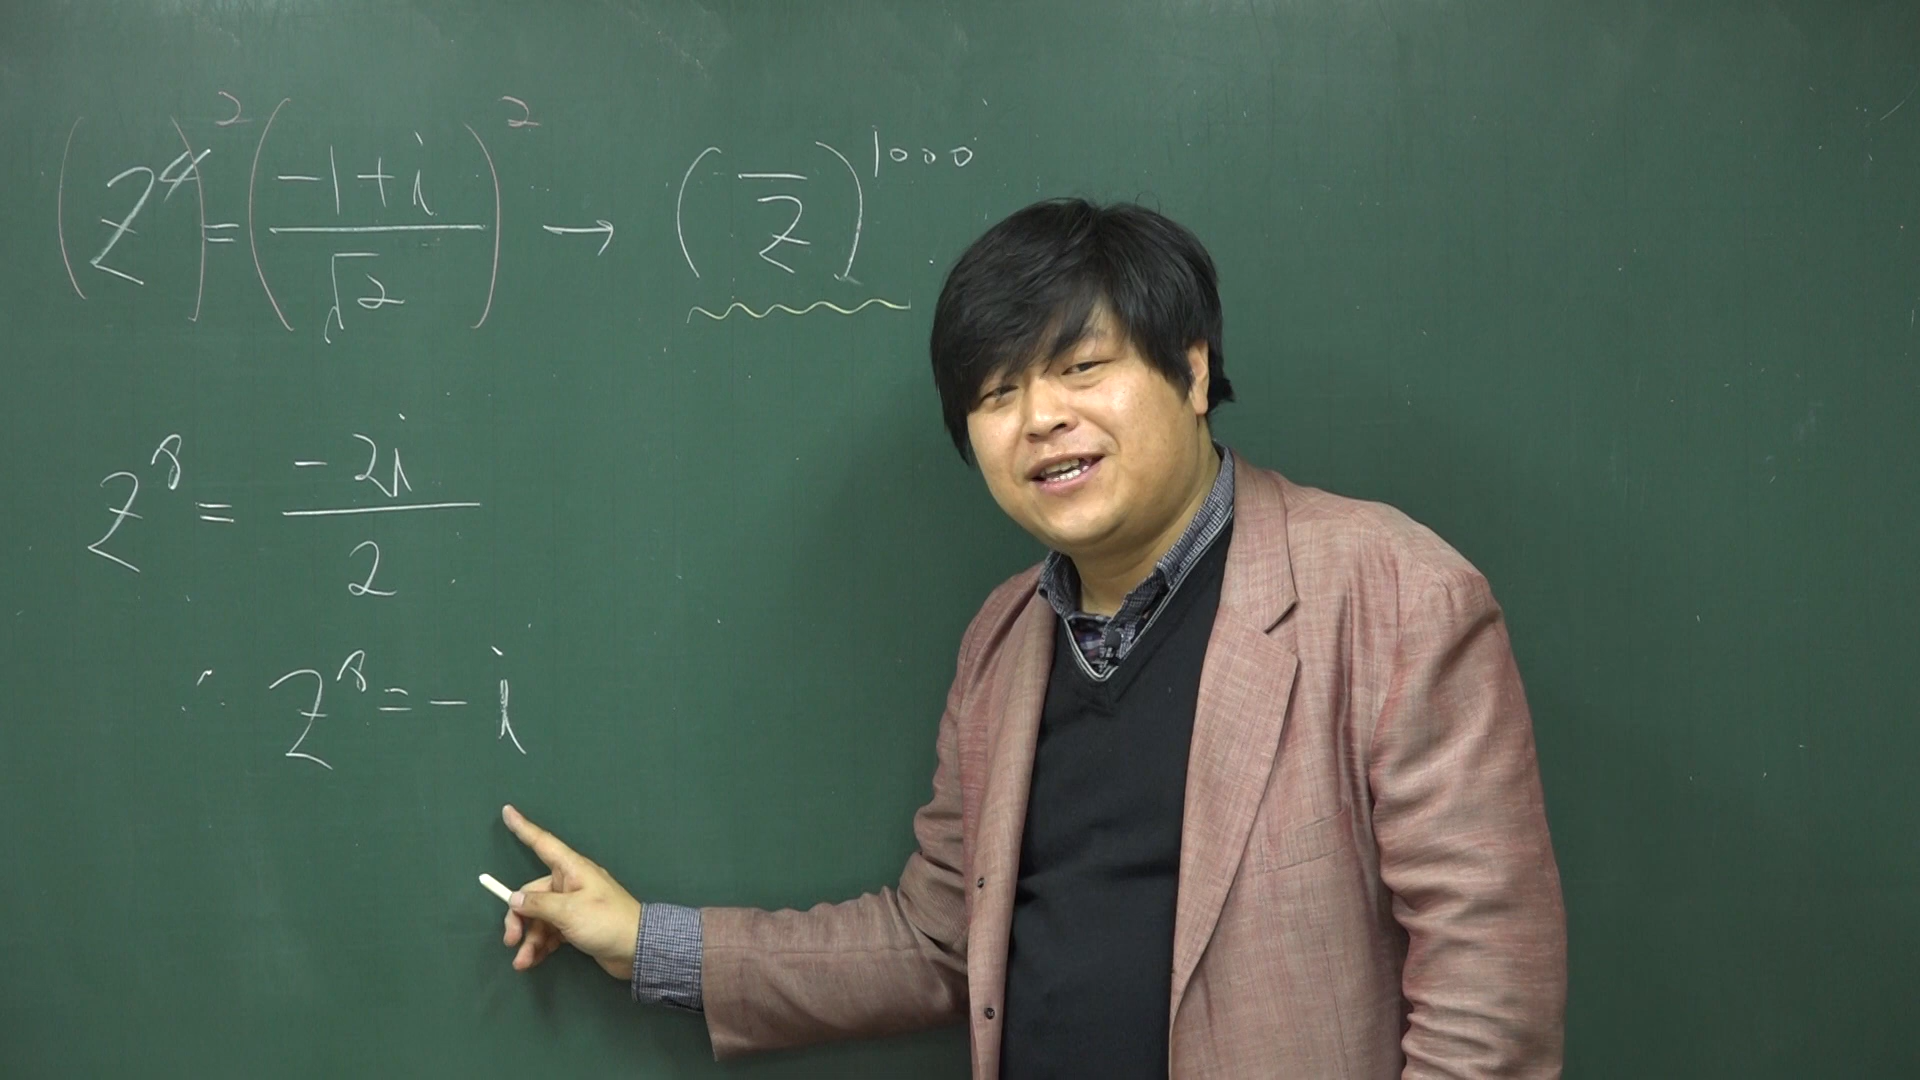 (z⁴)² = ((-1+i)/√2)² → (z̄)¹⁰⁰⁰
z⁸ = (-2i)/2
∴ z⁸ = -i